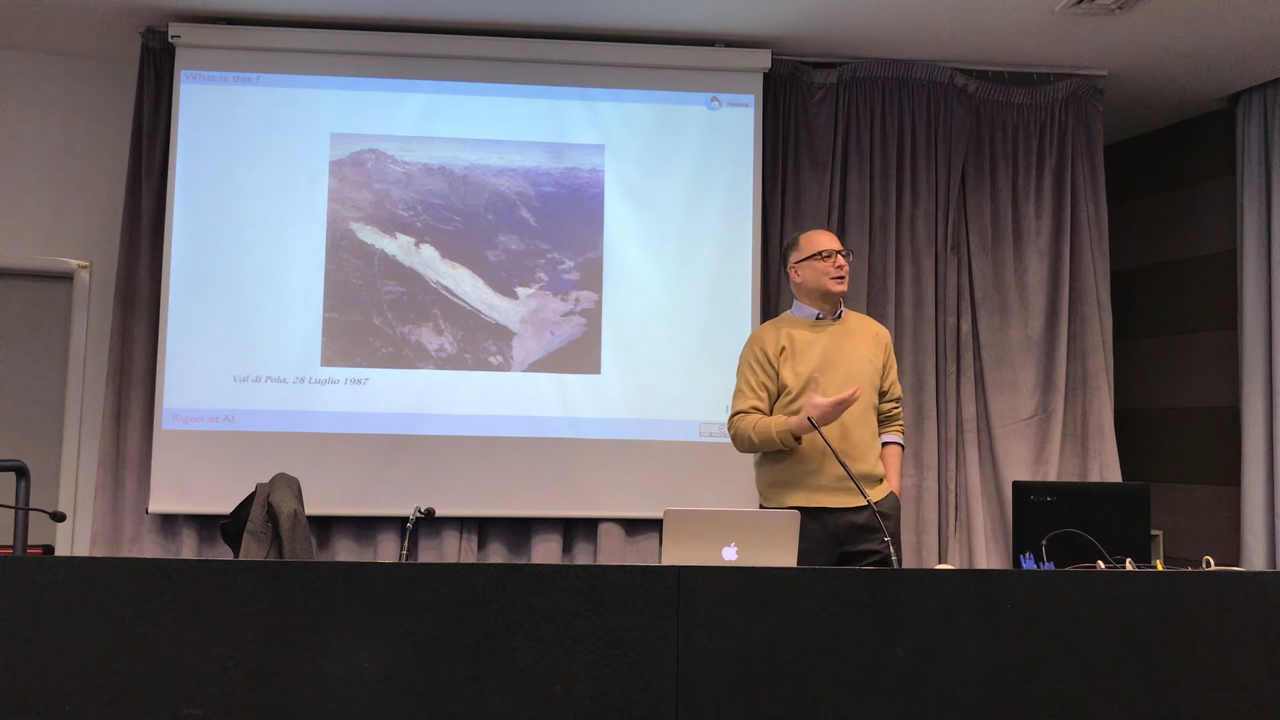 What is this ?
Val di Pola, 28 Luglio 1987
Rigon et Al.